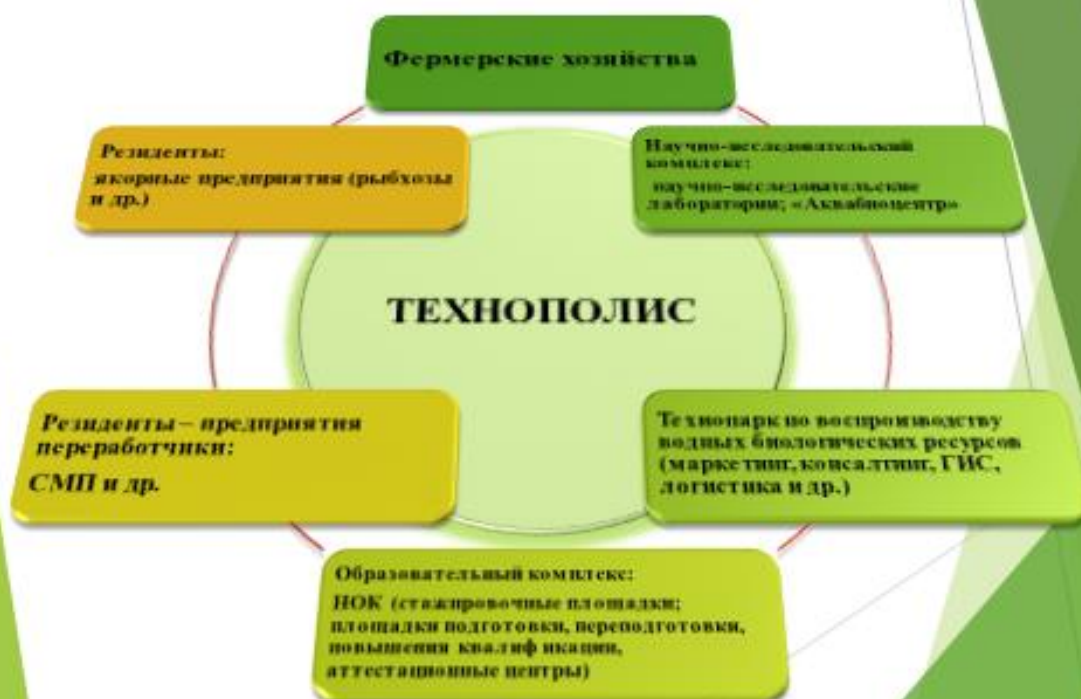 Фермерские хозяйства
Резиденты:
якорные предприятия (рыбхозы
и др.)
Научно-исследовательский
комплекс:
научно-исследовательские
лаборатории; «Аквабиоцентр»
ТЕХНОПОЛИС
Резиденты – предприятия
переработчики:
СМП и др.
Технопарк по воспроизводству
водных биологических ресурсов
(маркетинг, консалтинг, ГИС,
логистика и др.)
Образовательный комплекс:
НОК (стажировочные площадки;
площадки подготовки, переподготовки,
повышения квалификации,
аттестационные центры)